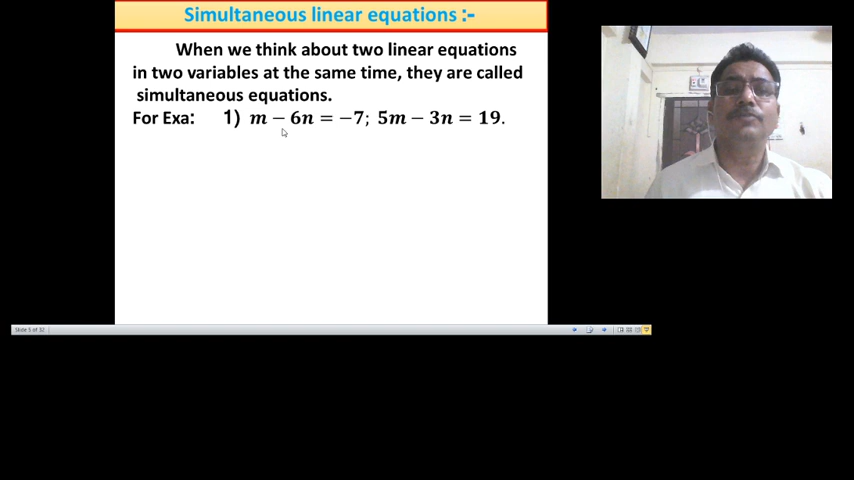 Simultaneous linear equations :-
When we think about two linear equations
in two variables at the same time, they are called
simultaneous equations.
For Exa: 1) m − 6n = −7; 5m − 3n = 19.
Slide 5 of 32